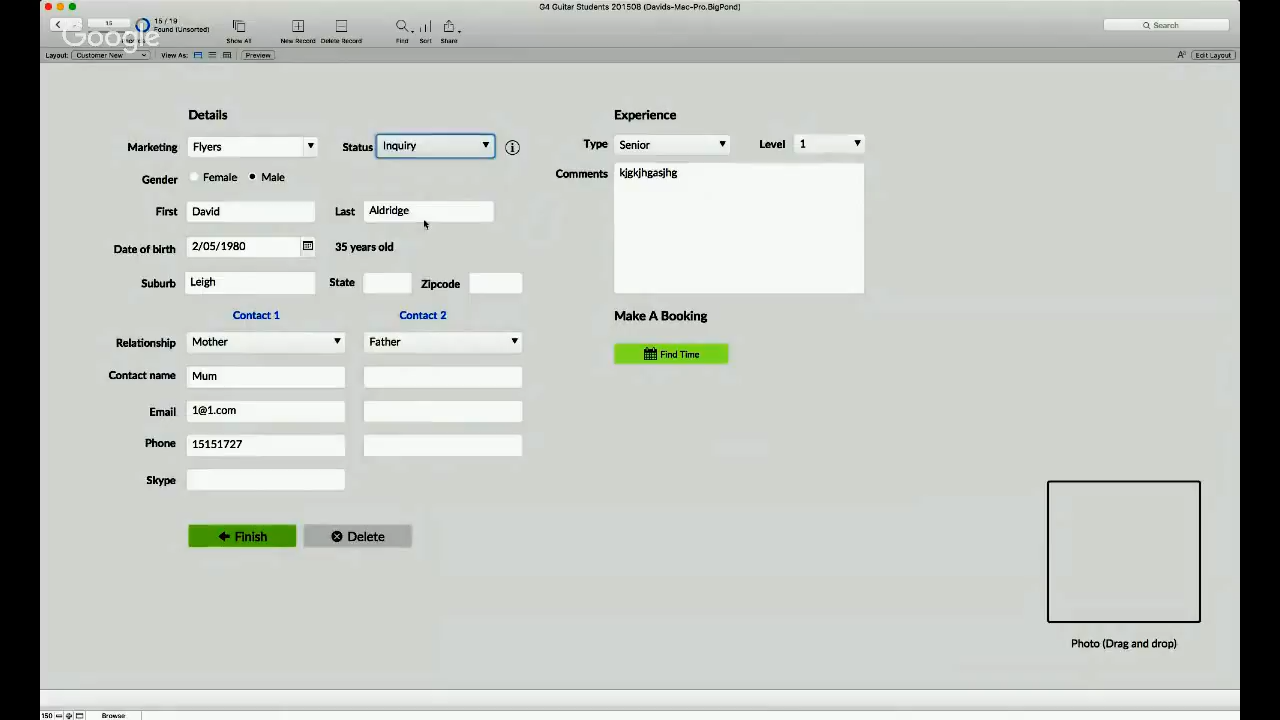 G4 Guitar Students 201508 (Davids-Mac-Pro.BigPond)
15
15 / 19
Found (Unsorted)
Show All
New Record
Delete Record
Find
Sort
Share
Search
Google
Layout: Customer New
View As:
Preview
Edit Layout
Details
Marketing Flyers
Status Inquiry
Gender Female Male
First David
Last Aldridge
Date of birth 2/05/1980
35 years old
Suburb Leigh
State
Zipcode
Contact 1
Contact 2
Relationship Mother
Father
Contact name Mum
Email 1@1.com
Phone 15151727
Skype
Finish
Delete
Experience
Type Senior
Level 1
Comments kjgkjhgasjhg
Make A Booking
Find Time
Photo (Drag and drop)
150
Browse